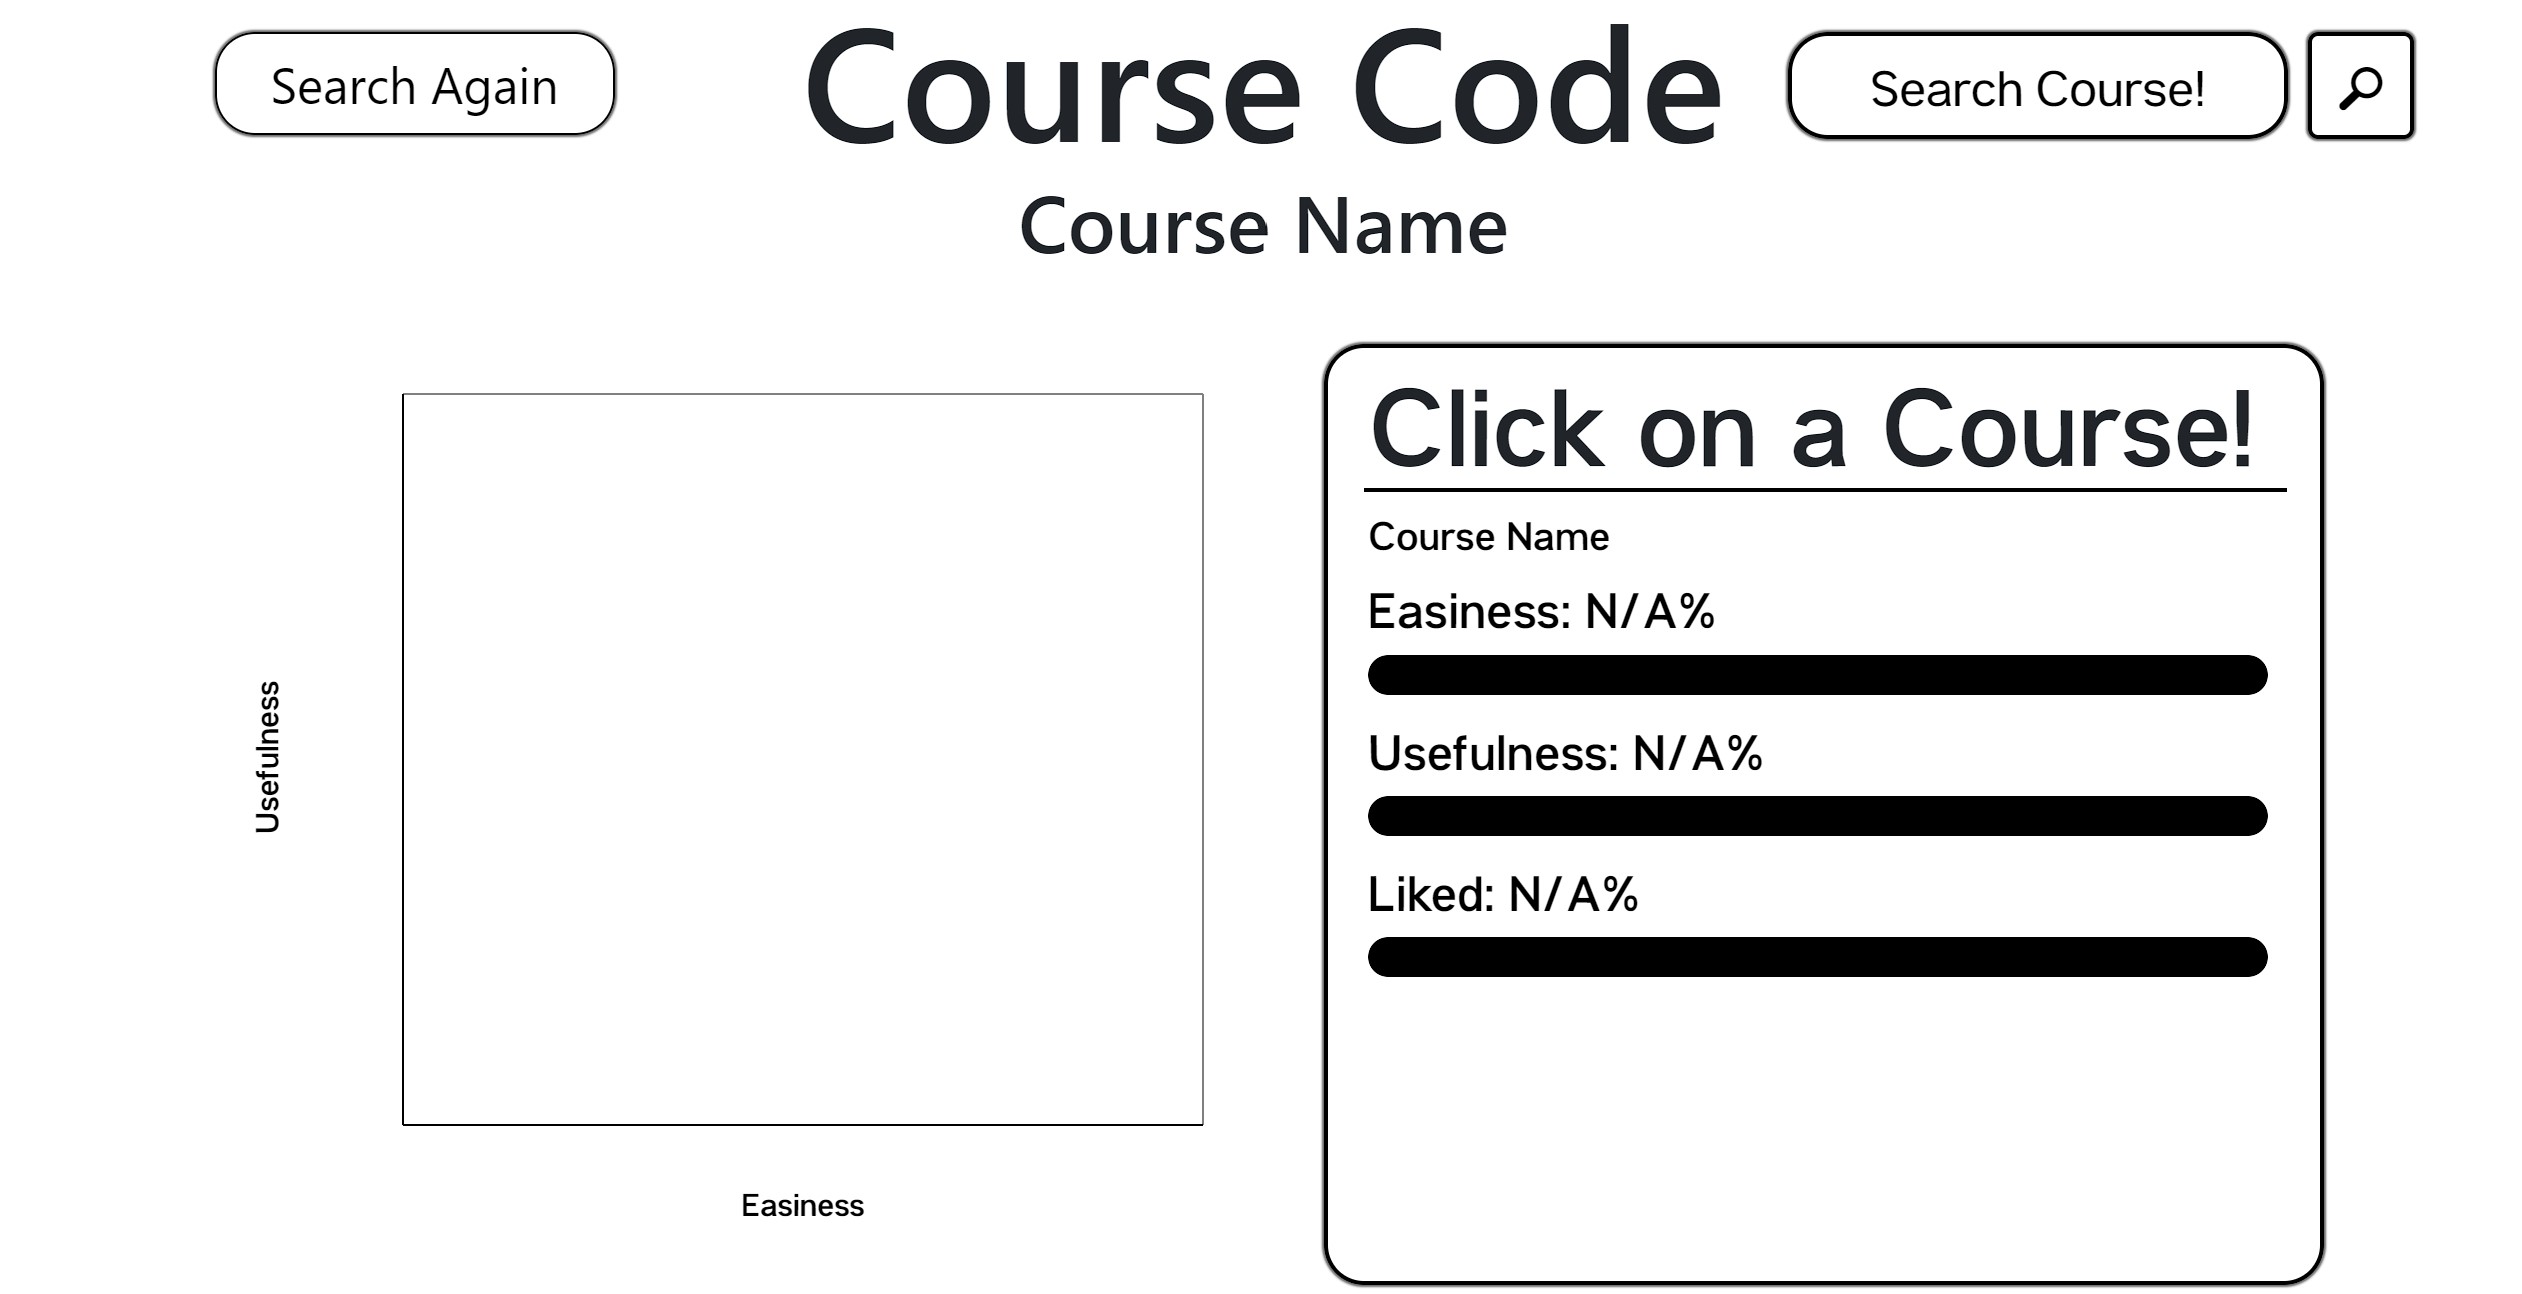 Search Again
Course Code
Search Course!
Course Name
Click on a Course!
Course Name
Easiness: N/A%
Usefulness: N/A%
Liked: N/A%
Usefulness
Easiness